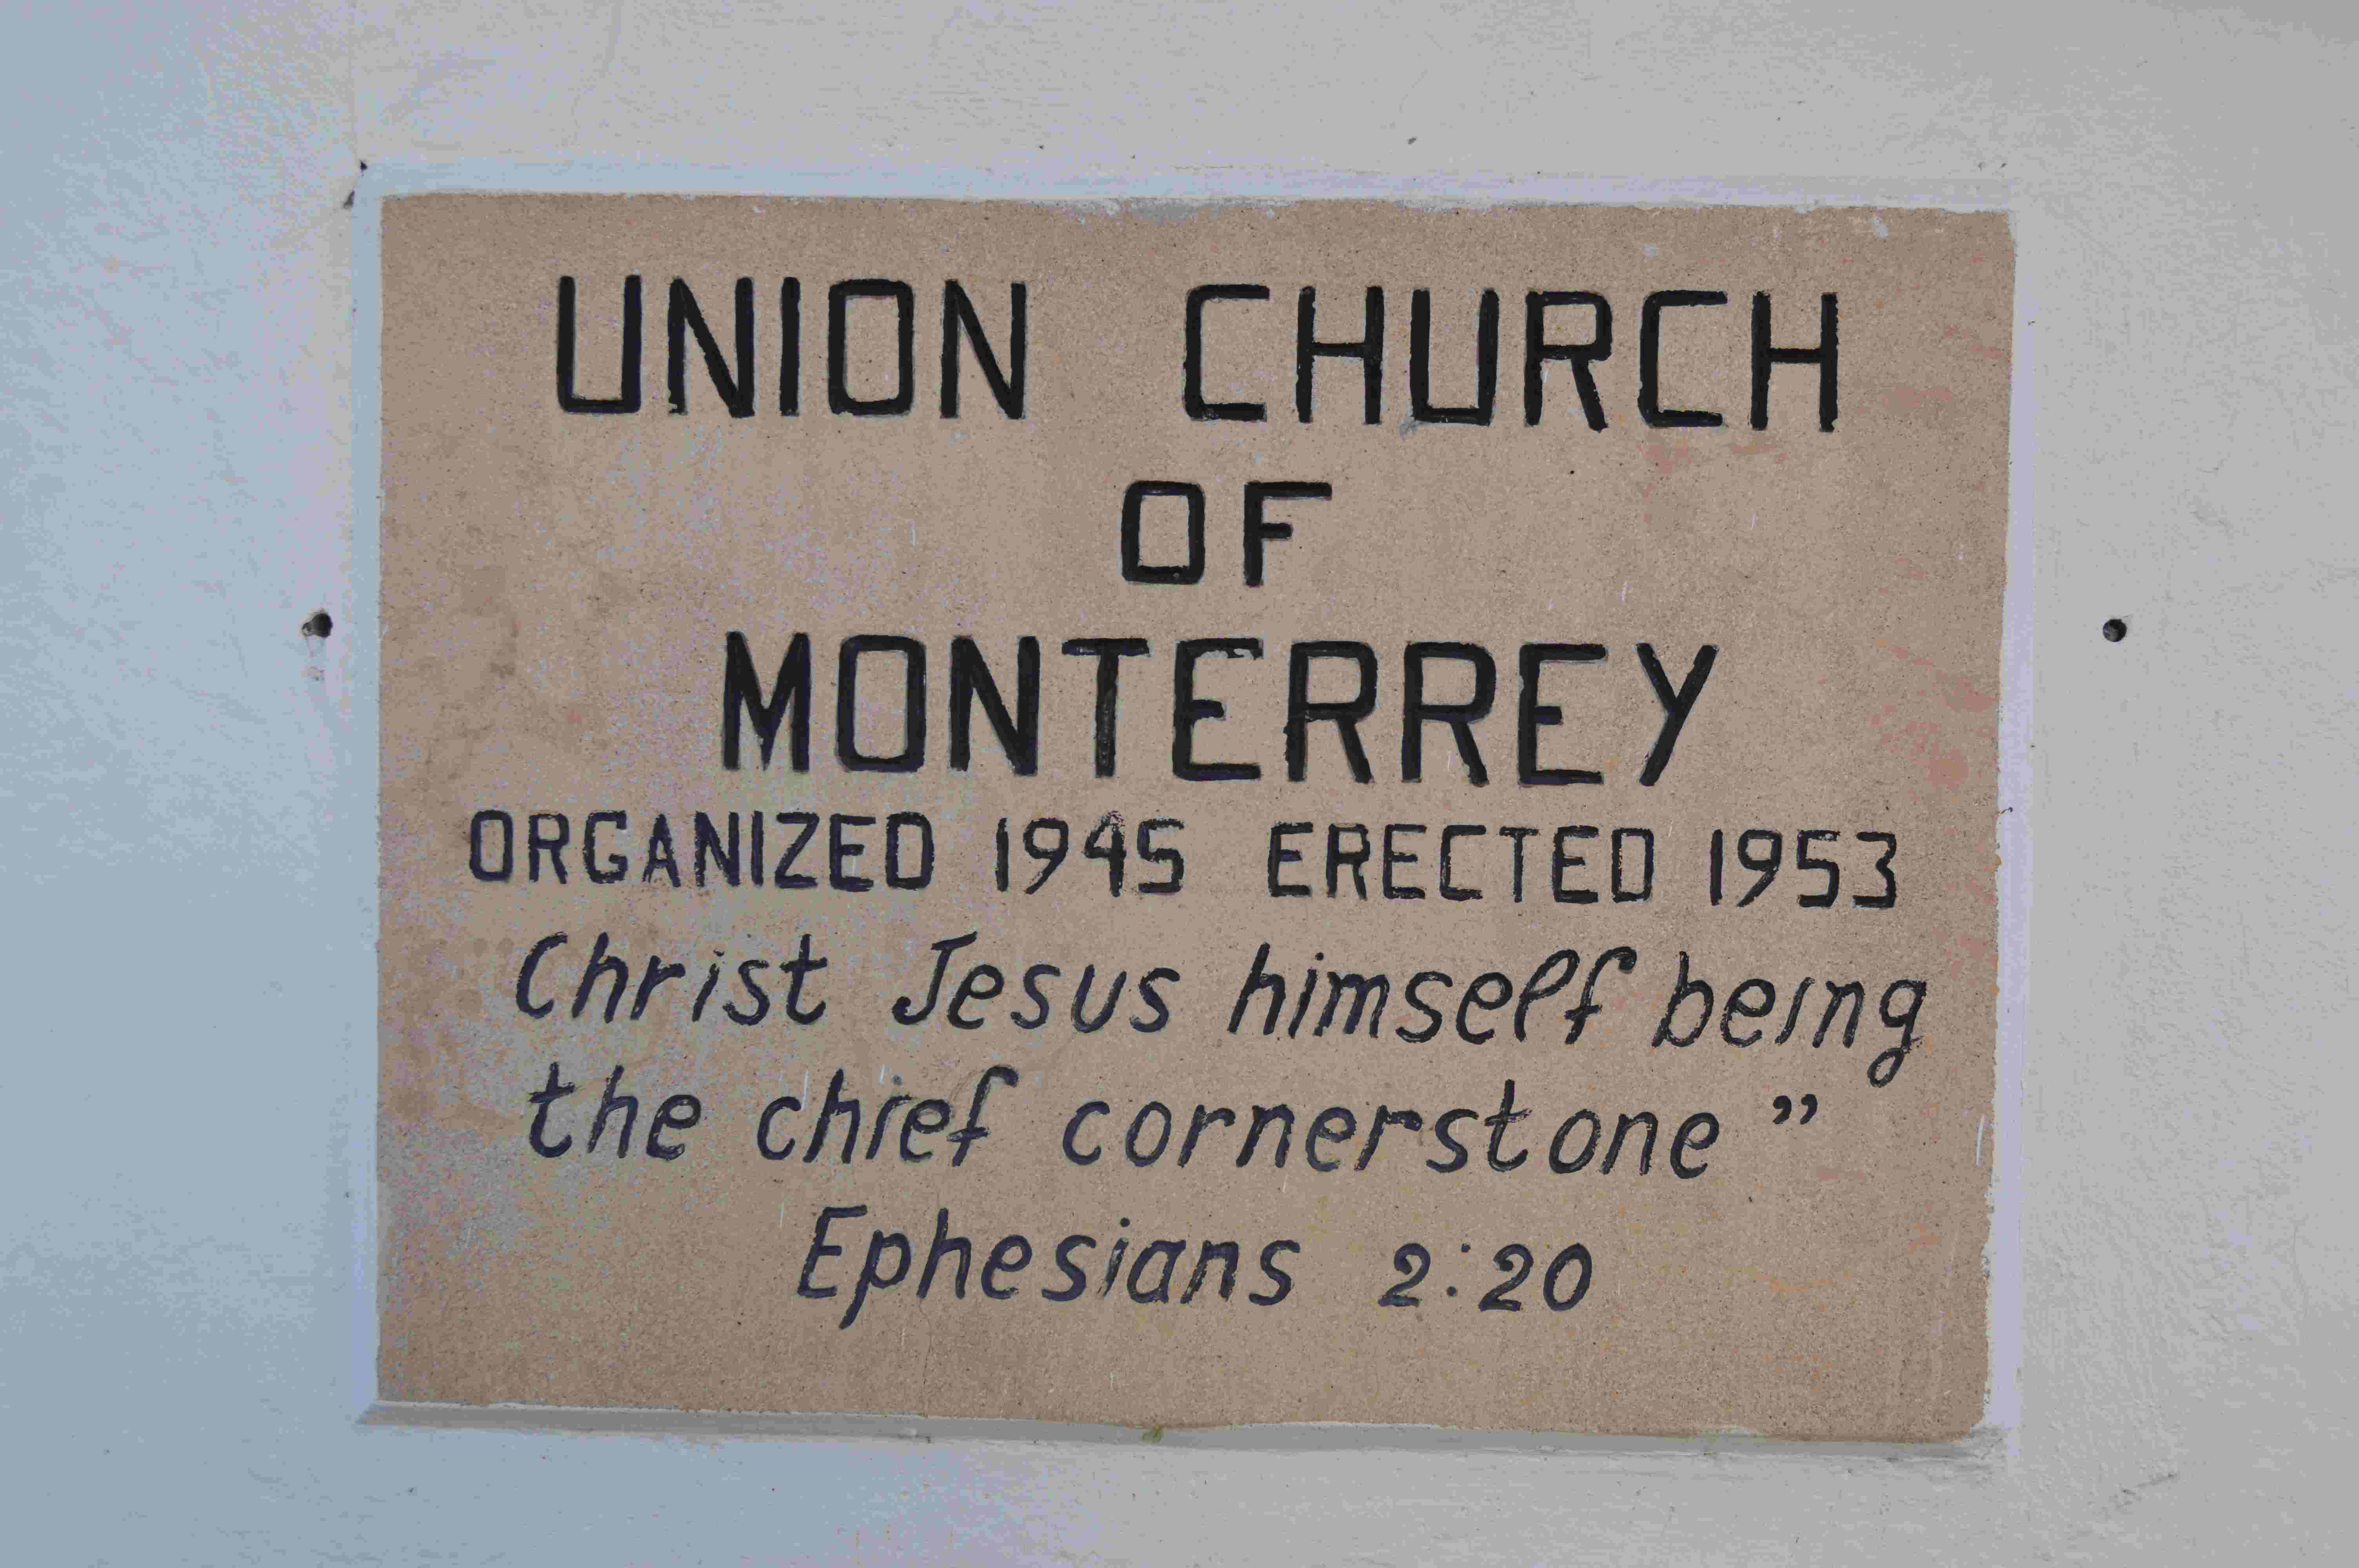 UNION CHURCH
OF
MONTERREY
ORGANIZED 1945 ERECTED 1953
Christ Jesus himself being
the chief cornerstone”
Ephesians 2:20